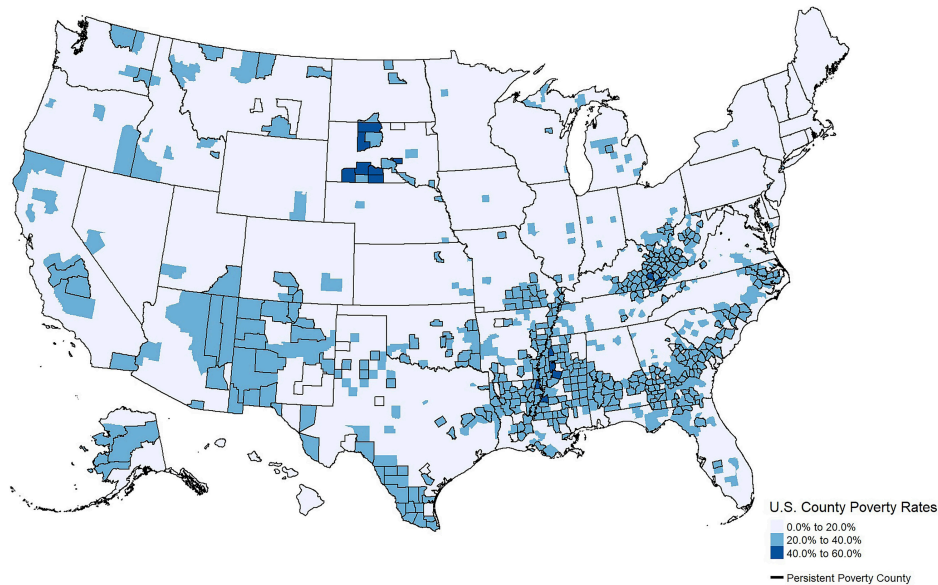 U.S. County Poverty Rates
0.0% to 20.0%
20.0% to 40.0%
40.0% to 60.0%
Persistent Poverty County